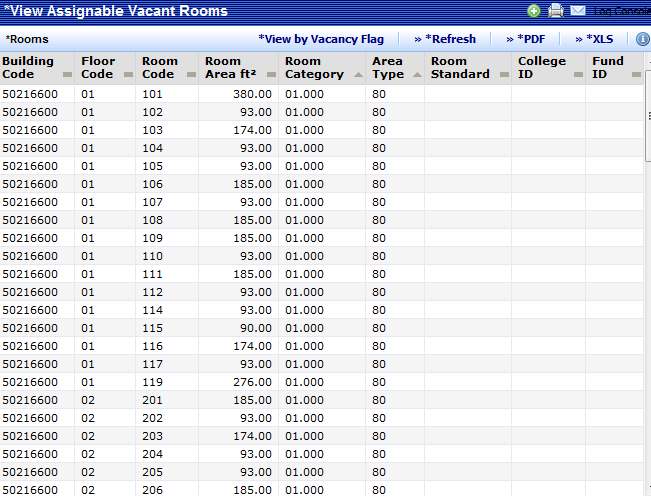 *View Assignable Vacant Rooms Log Console
*Rooms *View by Vacancy Flag » *Refresh » *PDF » *XLS
Building Code Floor Code Room Code Room Area ft² Room Category Area Type Room Standard College ID Fund ID
50216600 01 101 380.00 01.000 80
50216600 01 102 93.00 01.000 80
50216600 01 103 174.00 01.000 80
50216600 01 104 93.00 01.000 80
50216600 01 105 93.00 01.000 80
50216600 01 106 185.00 01.000 80
50216600 01 107 93.00 01.000 80
50216600 01 108 185.00 01.000 80
50216600 01 109 185.00 01.000 80
50216600 01 110 93.00 01.000 80
50216600 01 111 185.00 01.000 80
50216600 01 112 93.00 01.000 80
50216600 01 114 93.00 01.000 80
50216600 01 115 90.00 01.000 80
50216600 01 116 174.00 01.000 80
50216600 01 117 93.00 01.000 80
50216600 01 119 276.00 01.000 80
50216600 02 201 185.00 01.000 80
50216600 02 202 93.00 01.000 80
50216600 02 203 174.00 01.000 80
50216600 02 204 93.00 01.000 80
50216600 02 205 93.00 01.000 80
50216600 02 206 185.00 01.000 80